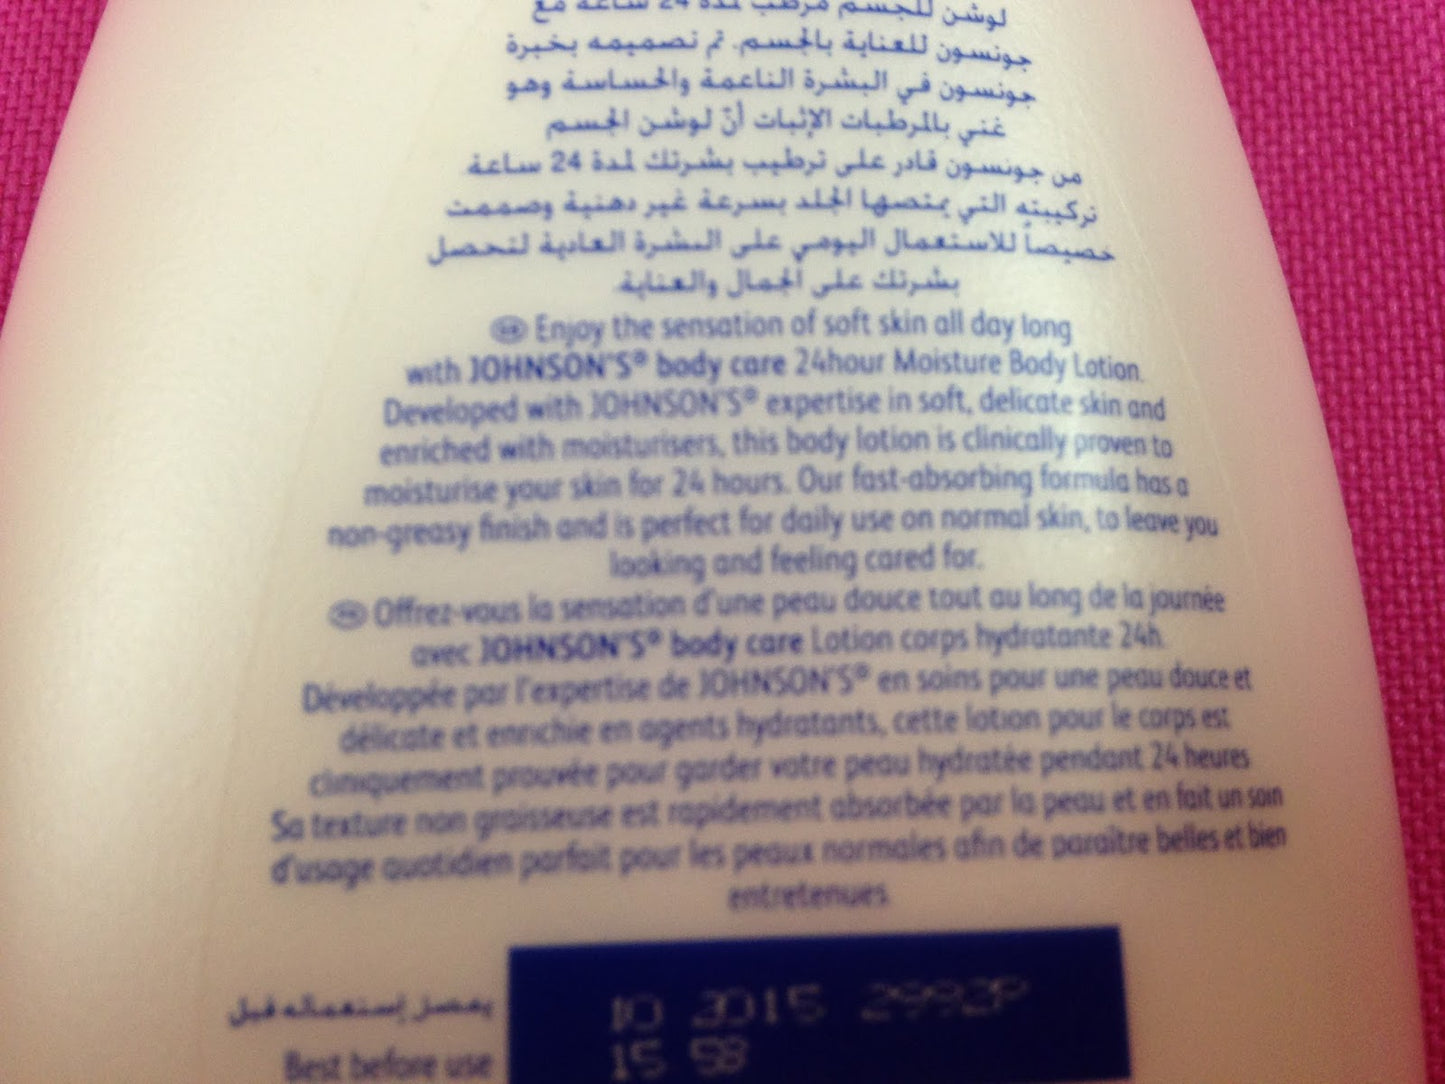 لوشن للجسم مرطب لمدة 24 ساعة مع
جونسون للعناية بالجسم. تم تصميمه بخبرة
جونسون في البشرة الناعمة والحساسة وهو
غني بالمرطبات الإثبات أنّ لوشن الجسم
من جونسون قادر على ترطيب بشرتك لمدة 24 ساعة.
تركيبته التي يمتصها الجلد بسرعة غير دهنية وصممت
خصيصاً للاستعمال اليومي على البشرة العادية لتحصل
بشرتك على الجمال والعناية.
GB Enjoy the sensation of soft skin all day long
with JOHNSON'S® body care 24hour Moisture Body Lotion.
Developed with JOHNSON'S® expertise in soft, delicate skin and
enriched with moisturisers, this body lotion is clinically proven to
moisturise your skin for 24 hours. Our fast-absorbing formula has a
non-greasy finish and is perfect for daily use on normal skin, to leave you
looking and feeling cared for.
Offrez-vous la sensation d'une peau douce tout au long de la journée
avec JOHNSON'S® body care Lotion corps hydratante 24h.
Développée par l'expertise de JOHNSON'S® en soins pour une peau douce et
délicate et enrichie en agents hydratants, cette lotion pour le corps est
cliniquement prouvée pour garder votre peau hydratée pendant 24 heures
Sa texture non graisseuse est rapidement absorbée par la peau et en fait un soin
d'usage quotidien parfait pour les peaux normales afin de paraître belles et bien
entretenues
يفضل إستعماله قبل
10 2015 2992P
Best before use
15 58